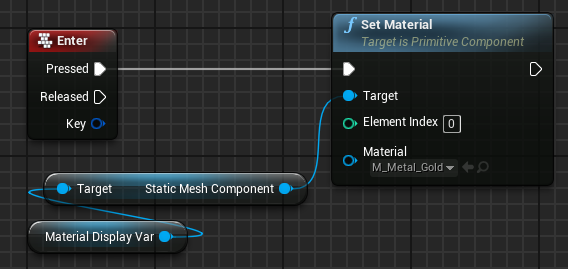 Enter
Pressed
Released
Key
f Set Material
Target is Primitive Component
Target
Element Index 0
Material
M_Metal_Gold
Target Static Mesh Component
Material Display Var